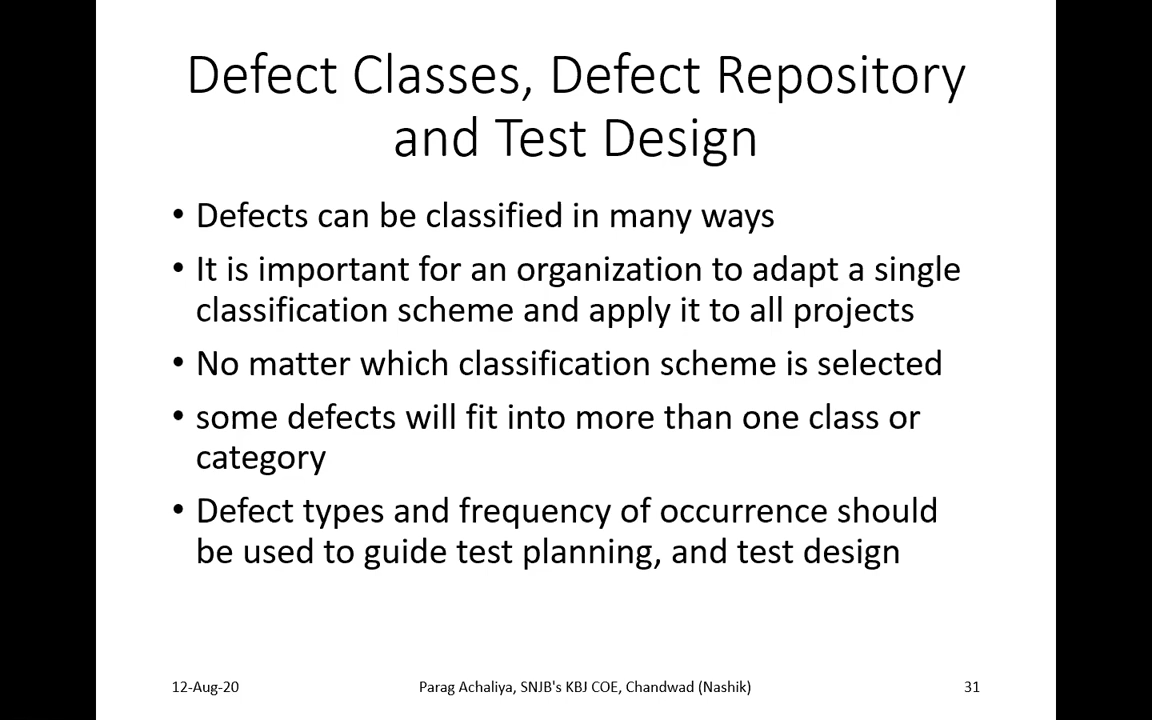 Defect Classes, Defect Repository
and Test Design
• Defects can be classified in many ways
• It is important for an organization to adapt a single
classification scheme and apply it to all projects
• No matter which classification scheme is selected
• some defects will fit into more than one class or
category
• Defect types and frequency of occurrence should
be used to guide test planning, and test design
12-Aug-20 Parag Achaliya, SNJB's KBJ COE, Chandwad (Nashik) 31